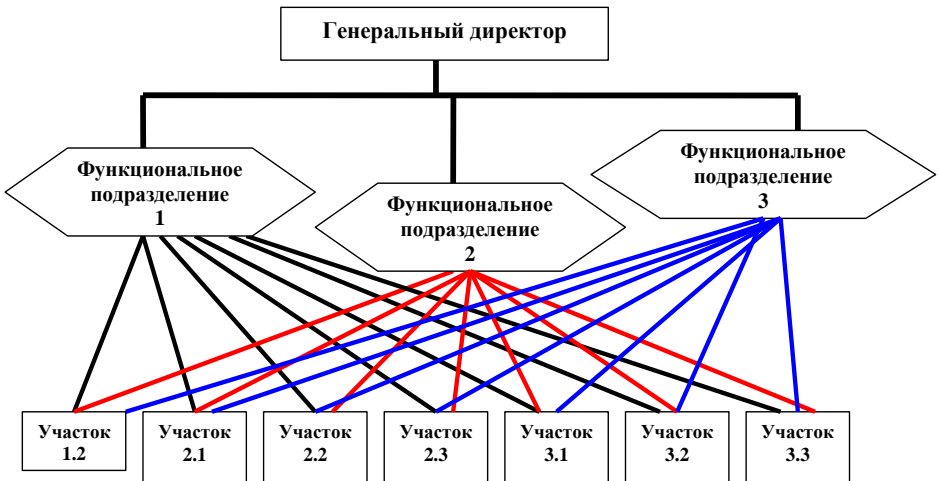 Генеральный директор
Функциональное
подразделение
1
Функциональное
подразделение
2
Функциональное
подразделение
3
Участок
1.2
Участок
2.1
Участок
2.2
Участок
2.3
Участок
3.1
Участок
3.2
Участок
3.3